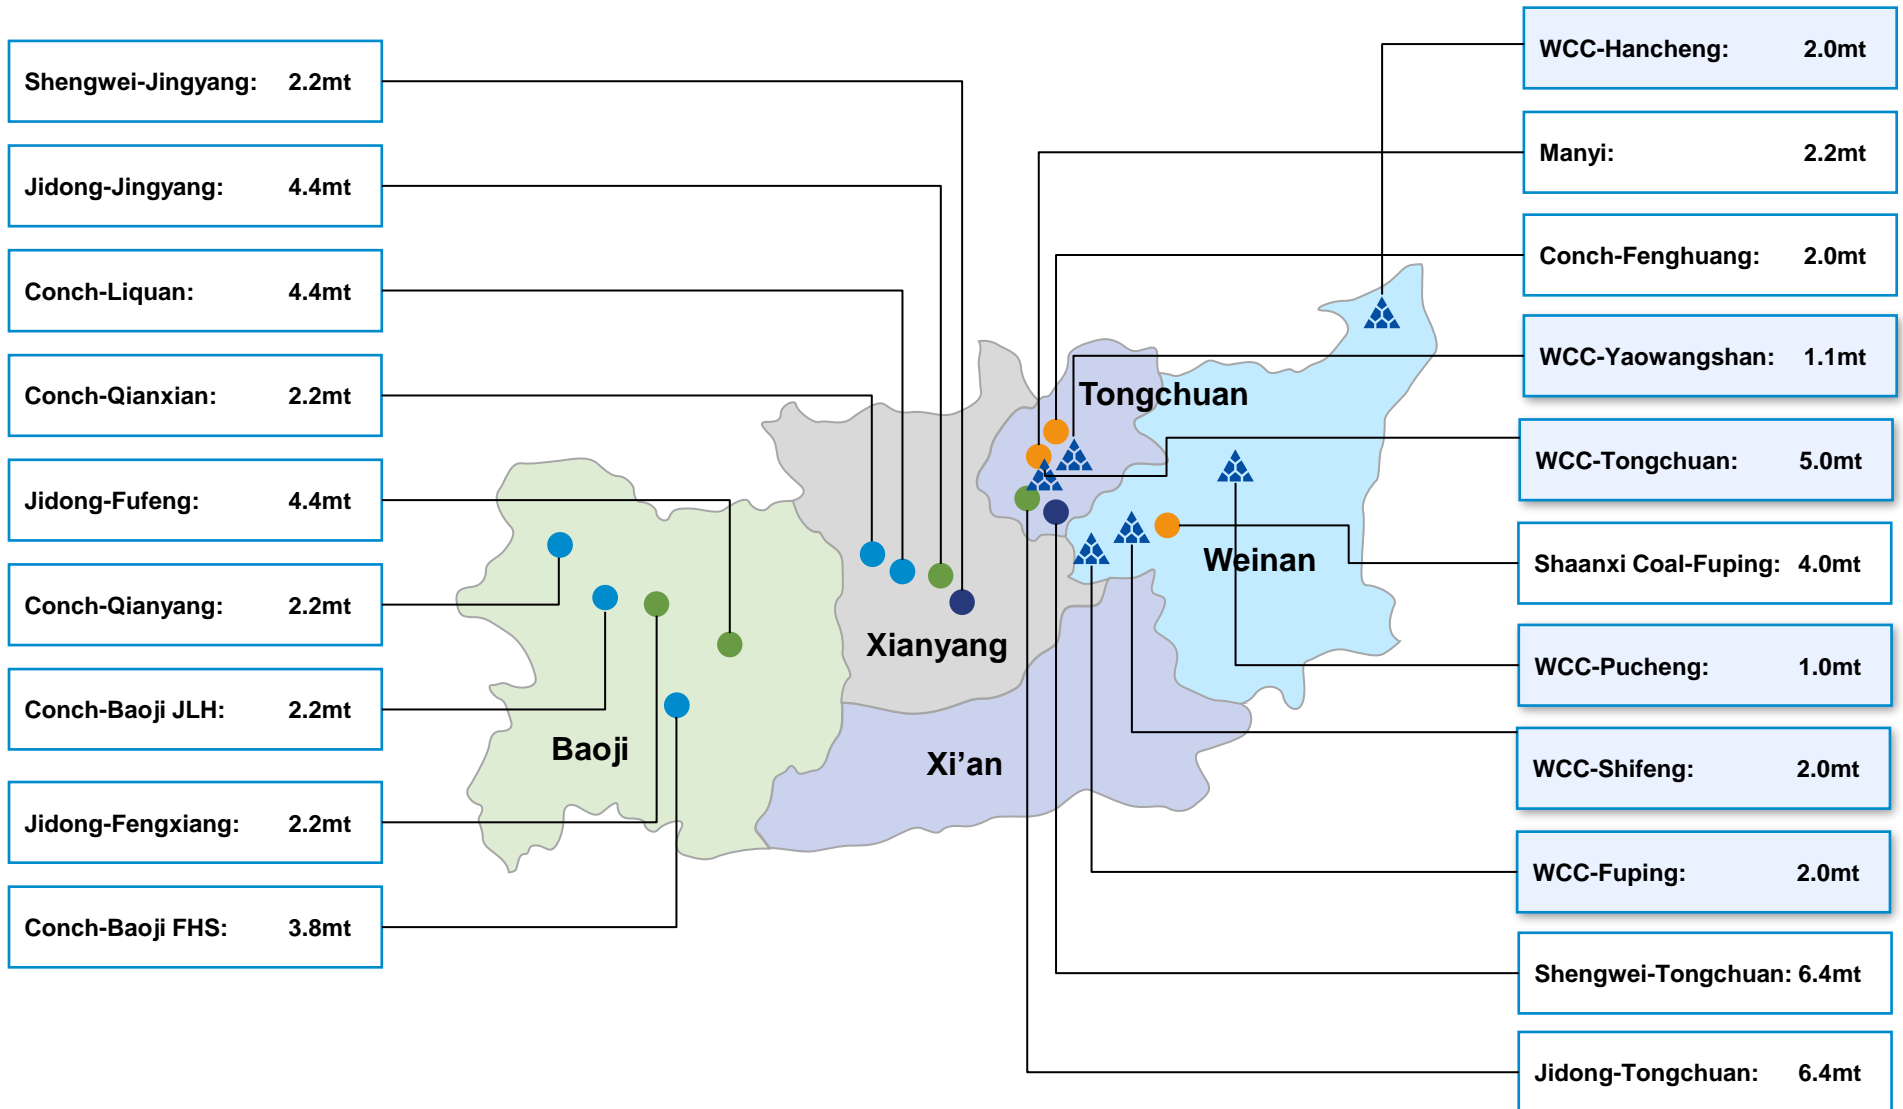 Shengwei-Jingyang: 2.2mt
Jidong-Jingyang: 4.4mt
Conch-Liquan: 4.4mt
Conch-Qianxian: 2.2mt
Jidong-Fufeng: 4.4mt
Conch-Qianyang: 2.2mt
Conch-Baoji JLH: 2.2mt
Jidong-Fengxiang: 2.2mt
Conch-Baoji FHS: 3.8mt
Tongchuan
Weinan
Xianyang
Baoji
Xi’an
WCC-Hancheng: 2.0mt
Manyi: 2.2mt
Conch-Fenghuang: 2.0mt
WCC-Yaowangshan: 1.1mt
WCC-Tongchuan: 5.0mt
Shaanxi Coal-Fuping: 4.0mt
WCC-Pucheng: 1.0mt
WCC-Shifeng: 2.0mt
WCC-Fuping: 2.0mt
Shengwei-Tongchuan: 6.4mt
Jidong-Tongchuan: 6.4mt